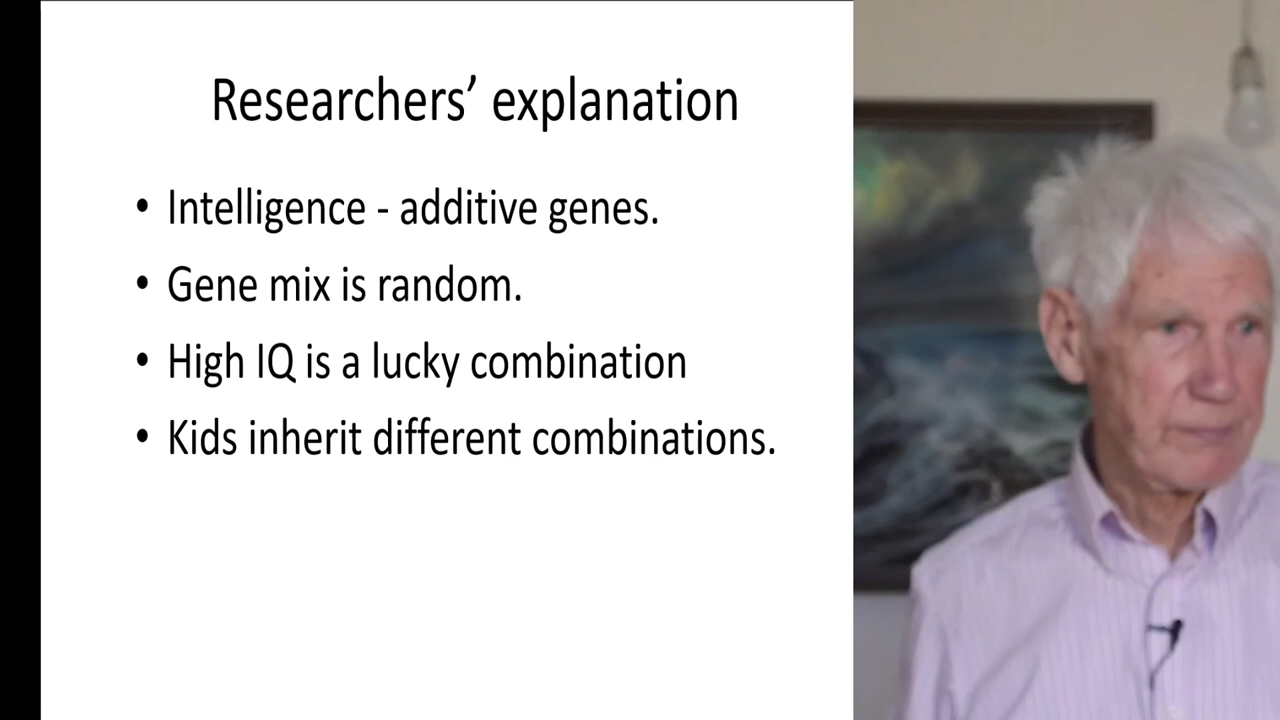 Researchers’ explanation
• Intelligence - additive genes.
• Gene mix is random.
• High IQ is a lucky combination
• Kids inherit different combinations.